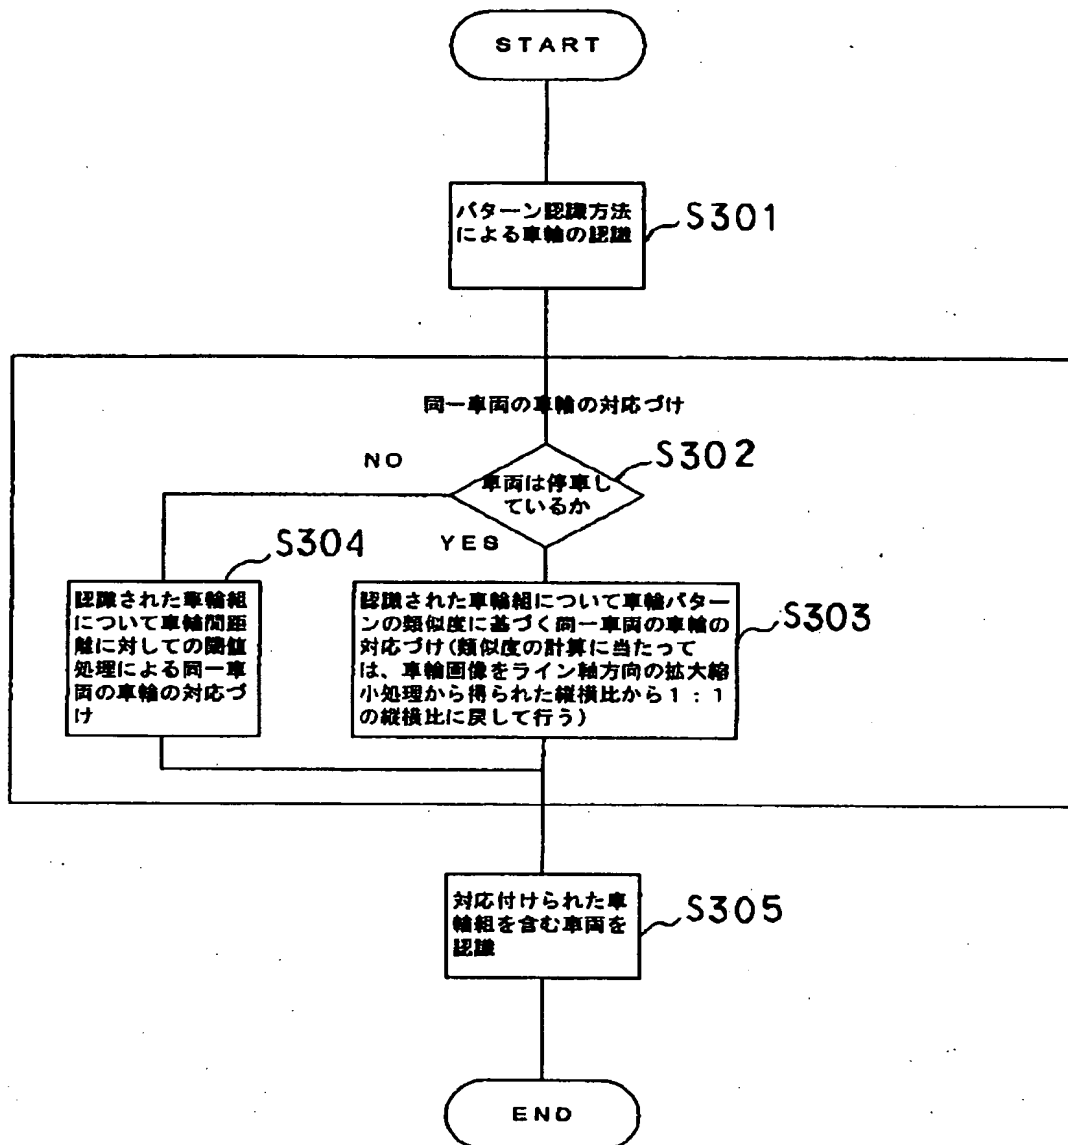 START
パターン認識方法
による車輪の認識
S301
同一車両の車輪の対応づけ
S302
NO
車両は停車し
ているか
YES
S304
認識された車輪組
について車輪間距
離に対しての閾値
処理による同一車
両の車輪の対応づ
け
認識された車輪組について車輪パター
ンの類似度に基づく同一車両の車輪の
対応づけ(類似度の計算に当たって
は、車輪画像をライン軸方向の拡大縮
小処理から得られた縦横比から1:1
の縦横比に戻して行う)
S303
対応付けられた車
輪組を含む車両を
認識
S305
END